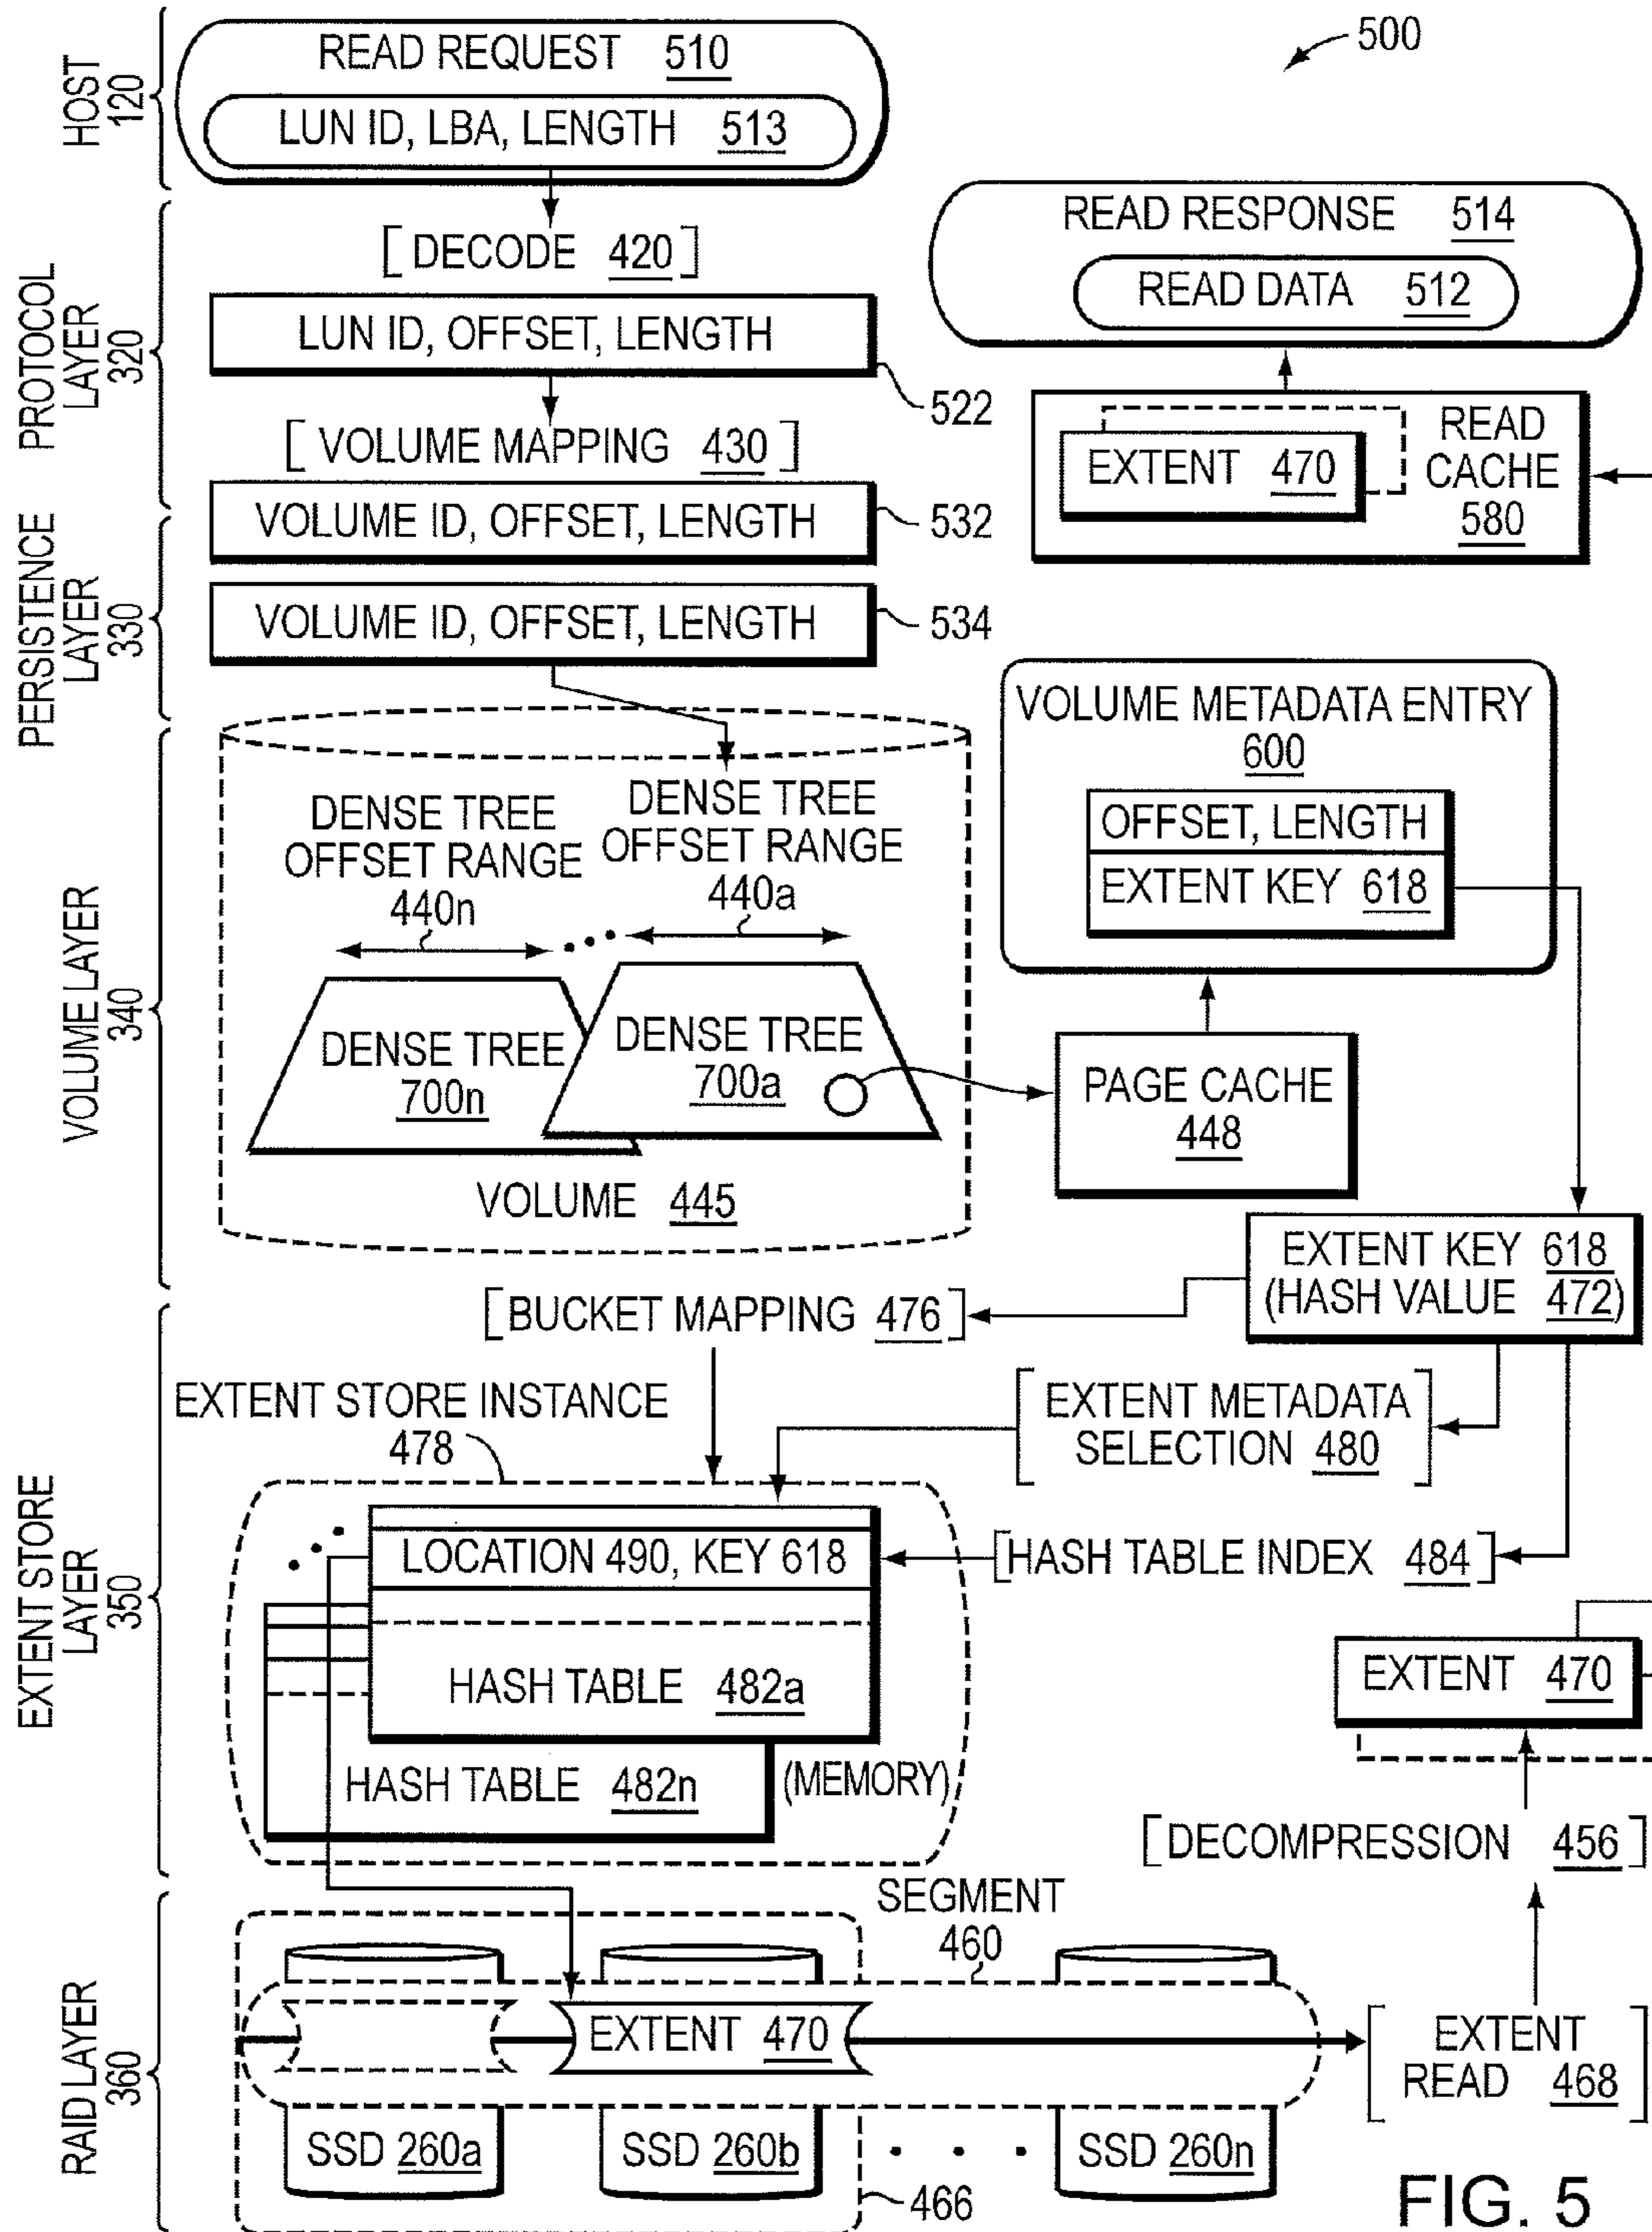 500
HOST
120
READ REQUEST 510
LUN ID, LBA, LENGTH 513
PROTOCOL
LAYER
320
[DECODE 420]
LUN ID, OFFSET, LENGTH
522
[VOLUME MAPPING 430]
VOLUME ID, OFFSET, LENGTH
532
READ RESPONSE 514
READ DATA 512
EXTENT 470
READ
CACHE
580
PERSISTENCE
LAYER
330
VOLUME ID, OFFSET, LENGTH
534
VOLUME LAYER
340
DENSE TREE
OFFSET RANGE
440n
DENSE TREE
OFFSET RANGE
440a
DENSE TREE
700n
DENSE TREE
700a
VOLUME 445
VOLUME METADATA ENTRY
600
OFFSET, LENGTH
EXTENT KEY 618
PAGE CACHE
448
EXTENT KEY 618
(HASH VALUE 472)
EXTENT STORE
LAYER
350
[BUCKET MAPPING 476]
EXTENT STORE INSTANCE
478
[EXTENT METADATA
SELECTION 480]
LOCATION 490, KEY 618
[HASH TABLE INDEX 484]
HASH TABLE 482a
HASH TABLE 482n
(MEMORY)
EXTENT 470
[DECOMPRESSION 456]
RAID LAYER
360
SEGMENT
460
EXTENT 470
[EXTENT
READ 468]
SSD 260a
SSD 260b
. . .
SSD 260n
466
FIG. 5